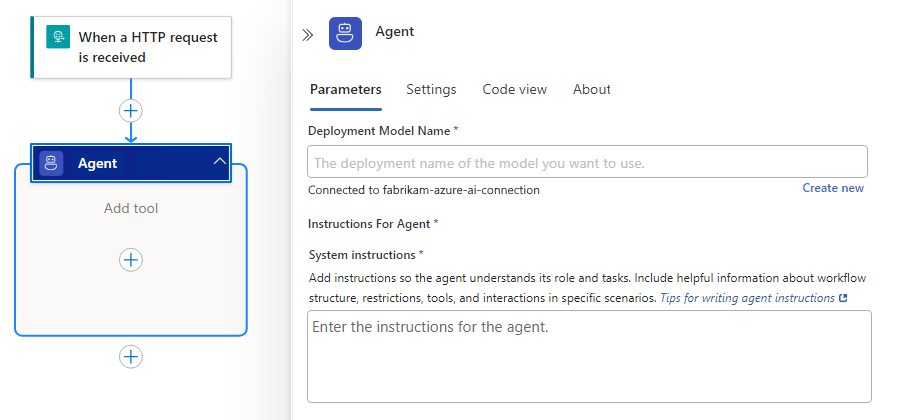 When a HTTP request
is received
Agent
Add tool
Agent
Parameters Settings Code view About
Deployment Model Name *
The deployment name of the model you want to use.
Connected to fabrikam-azure-ai-connection Create new
Instructions For Agent *
System instructions *
Add instructions so the agent understands its role and tasks. Include helpful information about workflow
structure, restrictions, tools, and interactions in specific scenarios. Tips for writing agent instructions
Enter the instructions for the agent.